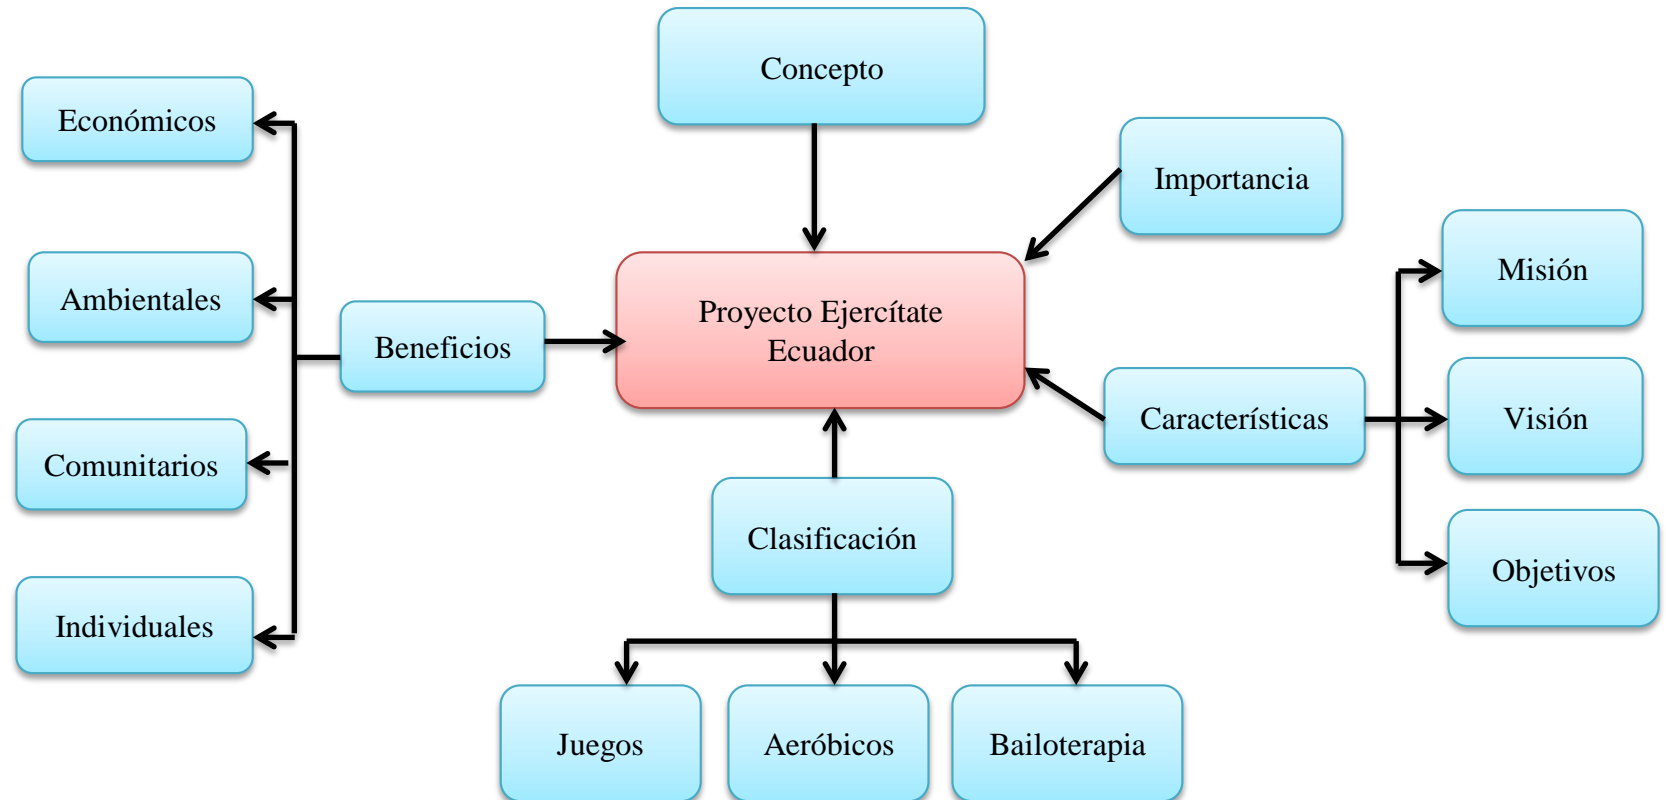 Concepto
Económicos
Importancia
Misión
Ambientales
Proyecto Ejercítate
Ecuador
Beneficios
Características
Visión
Comunitarios
Clasificación
Objetivos
Individuales
Juegos
Aeróbicos
Bailoterapia